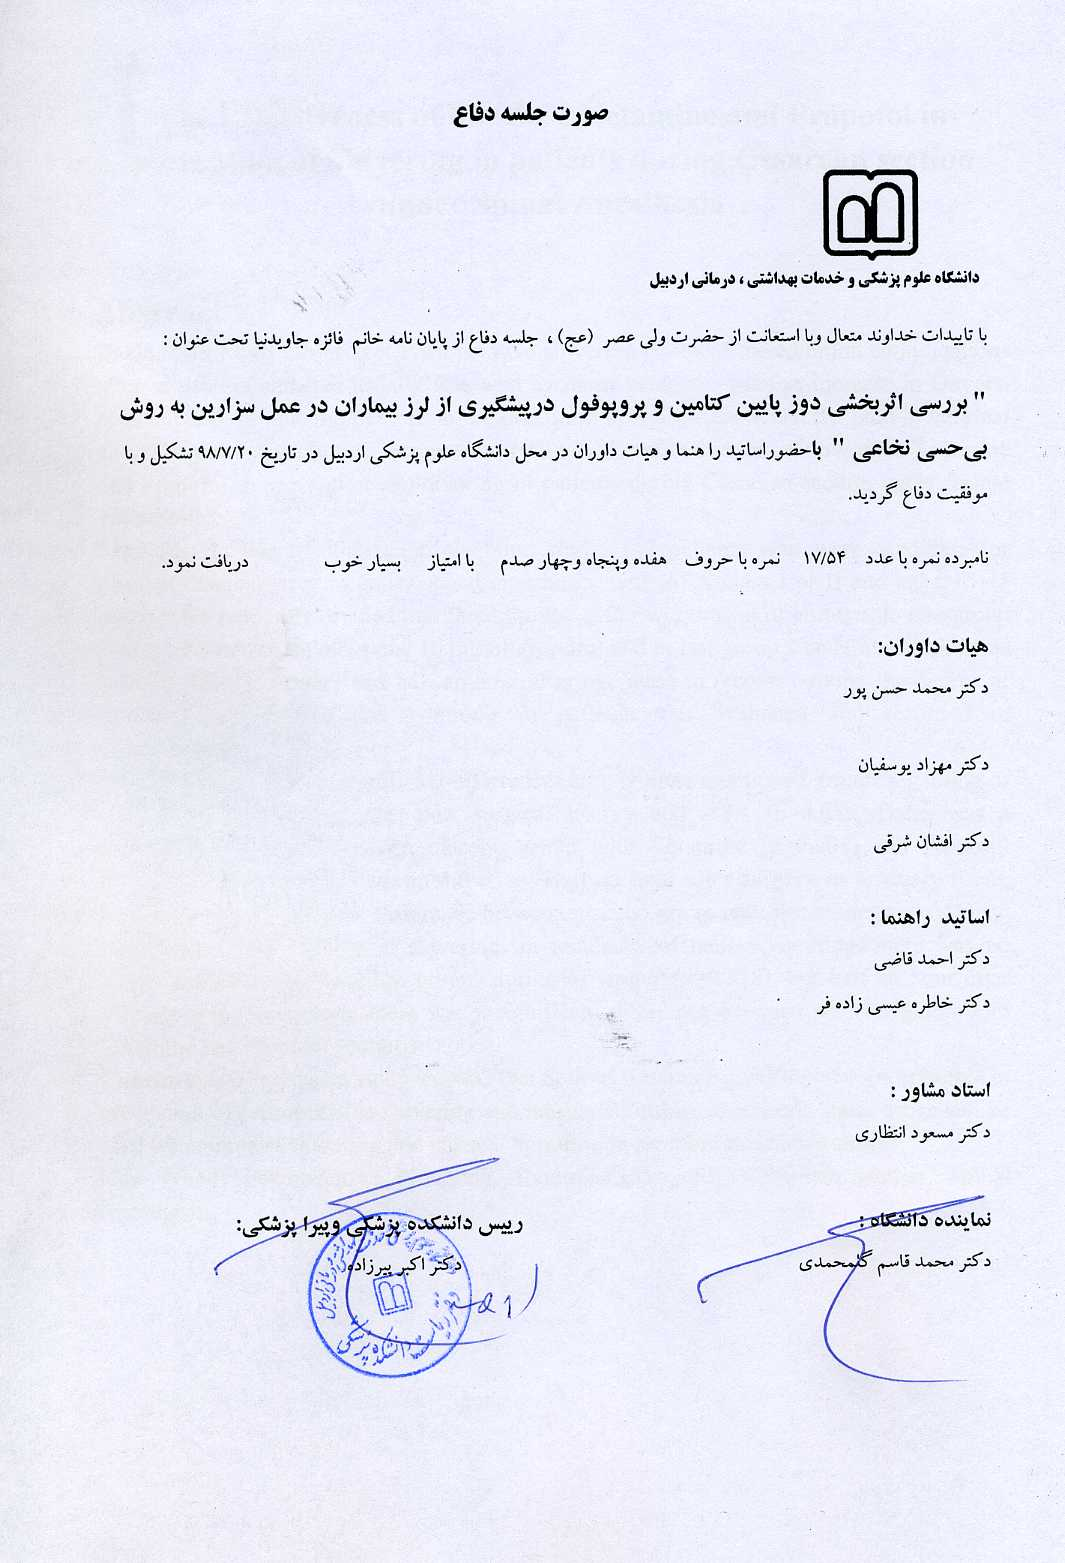 صورت جلسه دفاع
دانشگاه علوم پزشکی و خدمات بهداشتی ، درمانی اردبیل
با تاییدات خداوند متعال وبا استعانت از حضرت ولی عصر (عج) ، جلسه دفاع از پایان نامه خانم فائزه جاویدنیا تحت عنوان :
" بررسی اثربخشی دوز پایین کتامین و پروپوفول درپیشگیری از لرز بیماران در عمل سزارین به روش
بی‌حسی نخاعی " باحضوراساتید را هنما و هیات داوران در محل دانشگاه علوم پزشکی اردبیل در تاریخ ۹۸/۷/۲۰ تشکیل و با
موفقیت دفاع گردید.
نامبرده نمره با عدد ۱۷/۵۴ نمره با حروف هفده وپنجاه وچهار صدم با امتیاز بسیار خوب دریافت نمود.
هیات داوران:
دکتر محمد حسن پور
دکتر مهزاد یوسفیان
دکتر افشان شرقی
اساتید راهنما :
دکتر احمد قاضی
دکتر خاطره عیسی زاده فر
استاد مشاور :
دکتر مسعود انتظاری
نماینده دانشگاه :
دکتر محمد قاسم گلمحمدی
رییس دانشکده پزشکی وپیرا پزشکی:
دکتر اکبر پیرزاده